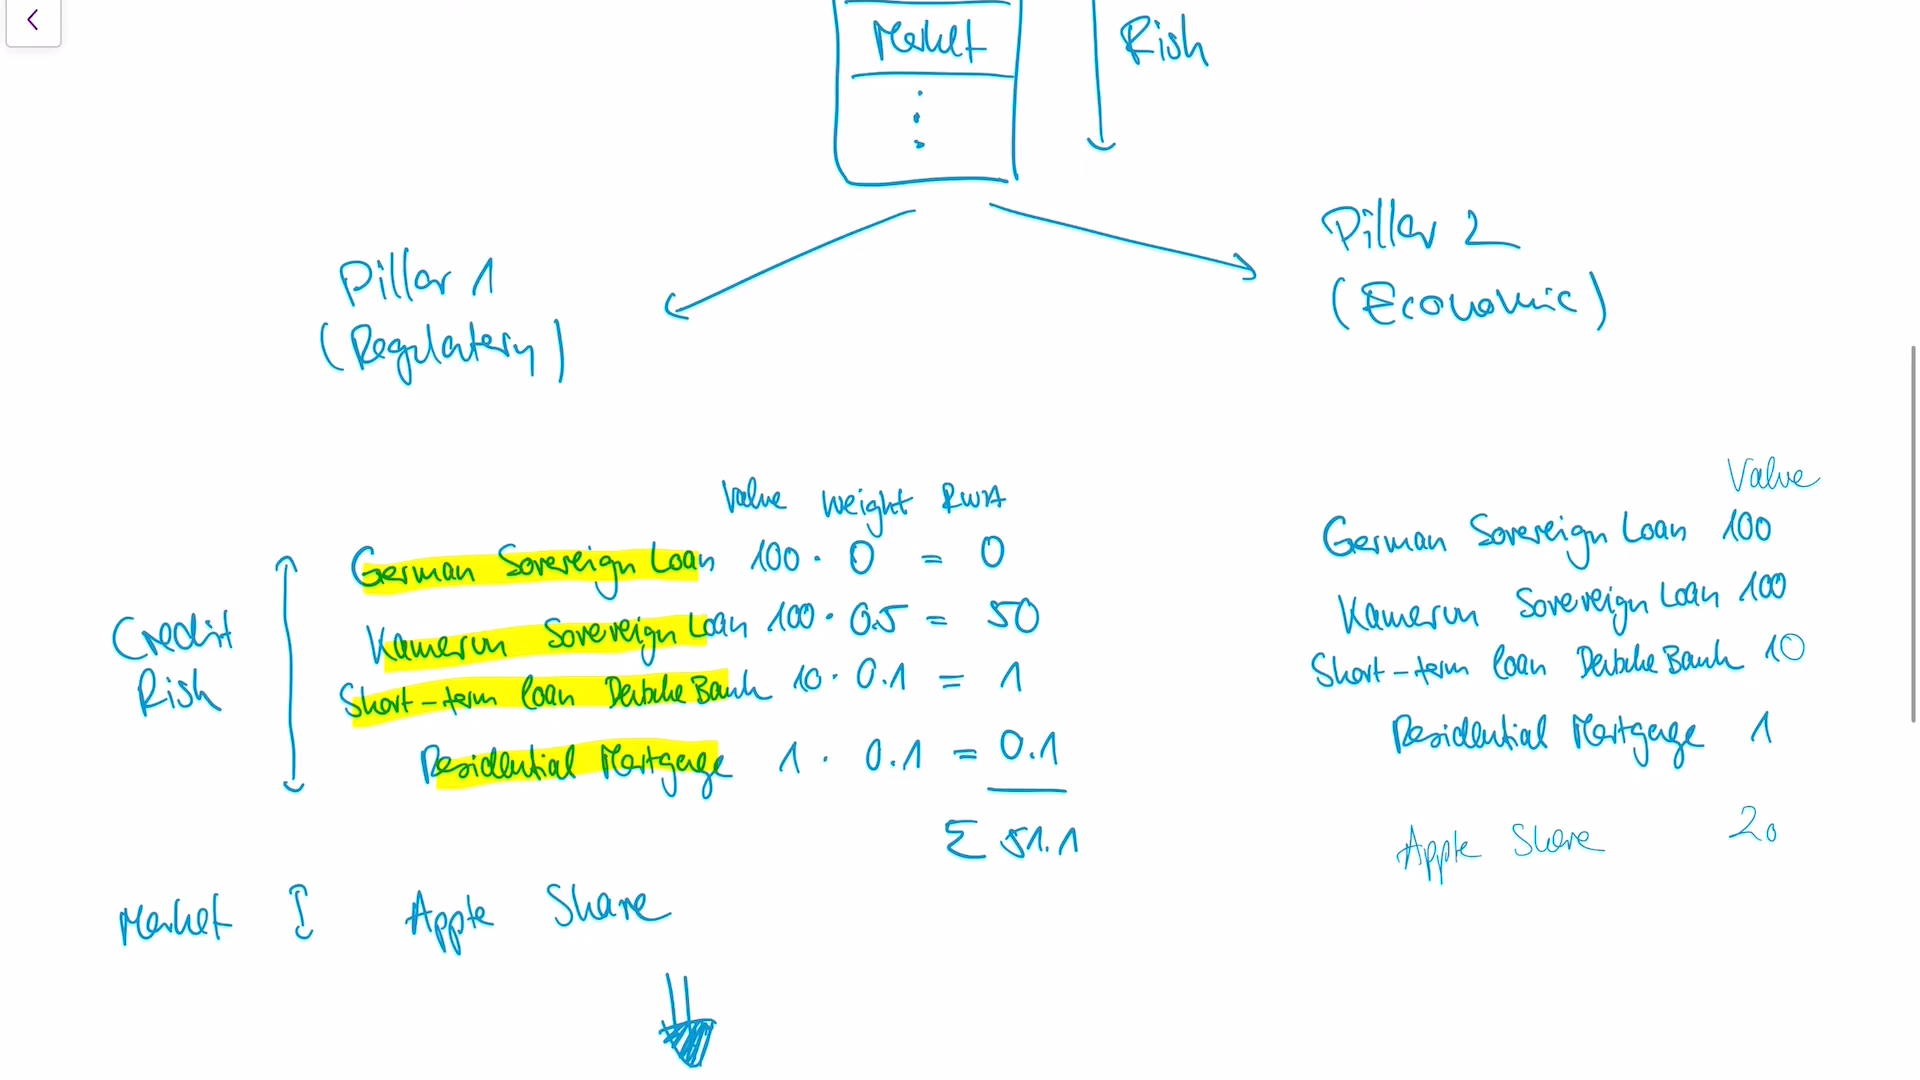 Market
Risk
Pillar 1
(Regulatory)
Pillar 2
(Economic)
Value Weight RWA
German Sovereign Loan 100 · 0 = 0
Kamerun Sovereign Loan 100 · 0.5 = 50
Short-term loan Deutsche Bank 10 · 0.1 = 1
Residential Mortgage 1 · 0.1 = 0.1
Σ 51.1
Credit
Risk
Market
Apple Share
Value
German Sovereign Loan 100
Kamerun Sovereign Loan 100
Short-term loan Deutsche Bank 10
Residential Mortgage 1
Apple Share 20